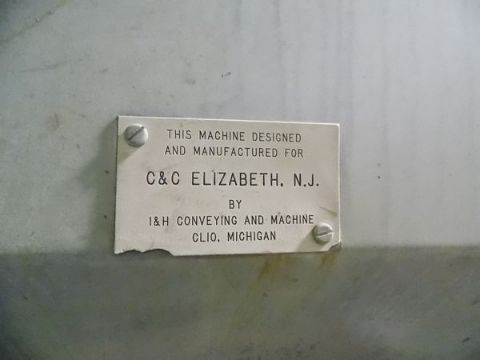 THIS MACHINE DESIGNED
AND MANUFACTURED FOR
C&C ELIZABETH, N.J.
BY
I&H CONVEYING AND MACHINE
CLIO, MICHIGAN